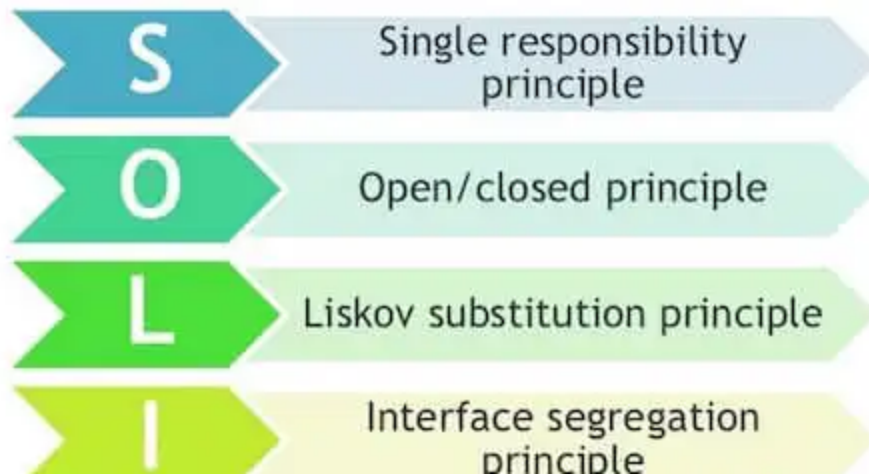 S
Single responsibility
principle
O
Open/closed principle
L
Liskov substitution principle
I
Interface segregation
principle